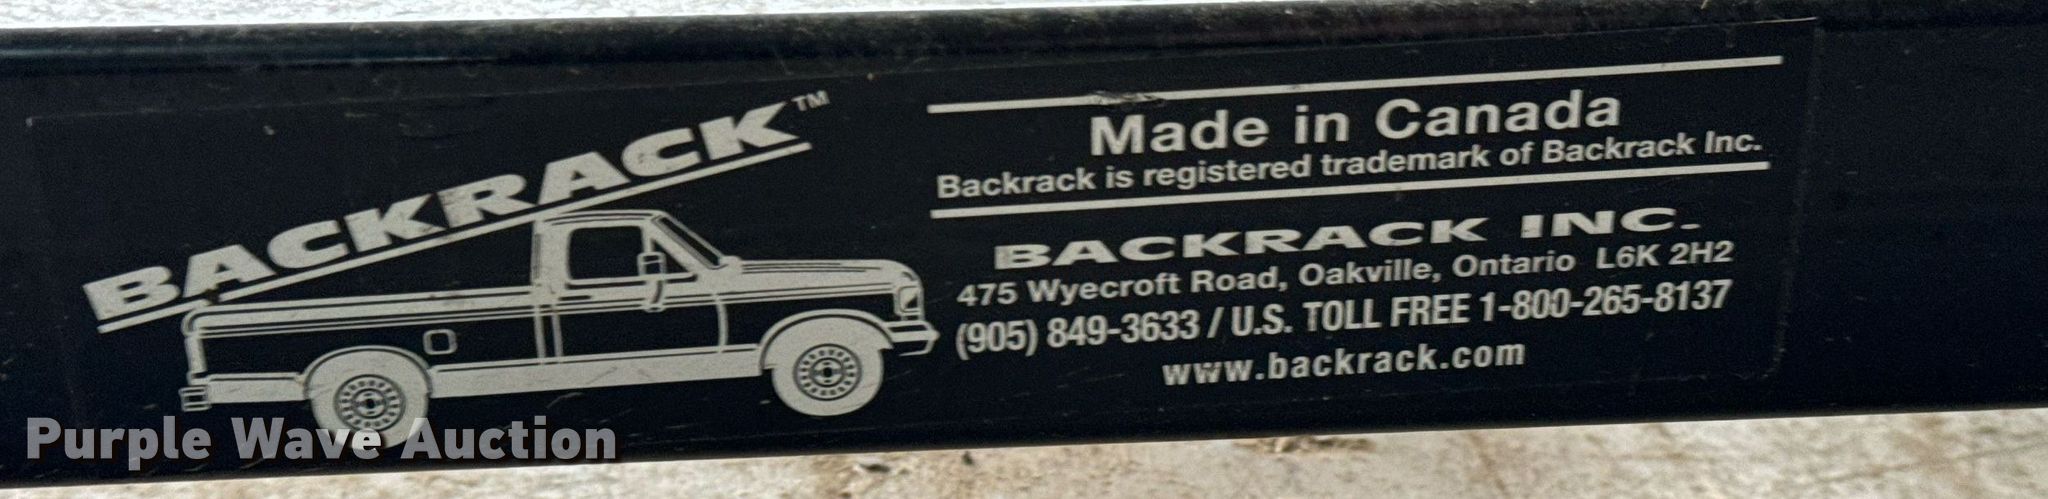 BACKRACK™
Made in Canada
Backrack is registered trademark of Backrack Inc.
BACKRACK INC.
475 Wyecroft Road, Oakville, Ontario L6K 2H2
(905) 849-3633 / U.S. TOLL FREE 1-800-265-8137
www.backrack.com
Purple Wave Auction